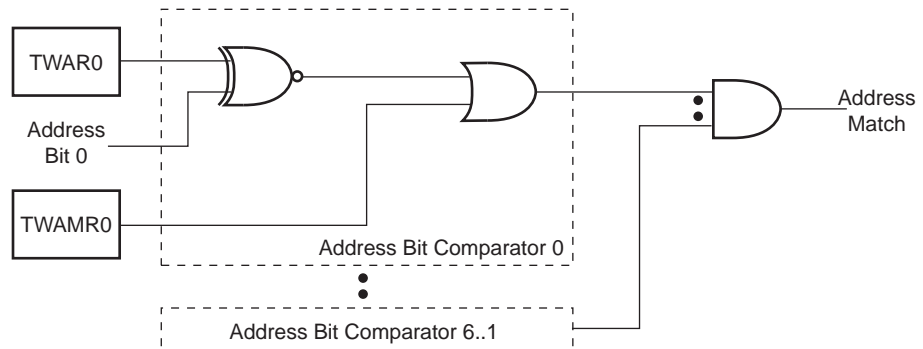 TWAR0
Address
Bit 0
TWAMR0
Address Bit Comparator 0
Address Bit Comparator 6..1
Address
Match